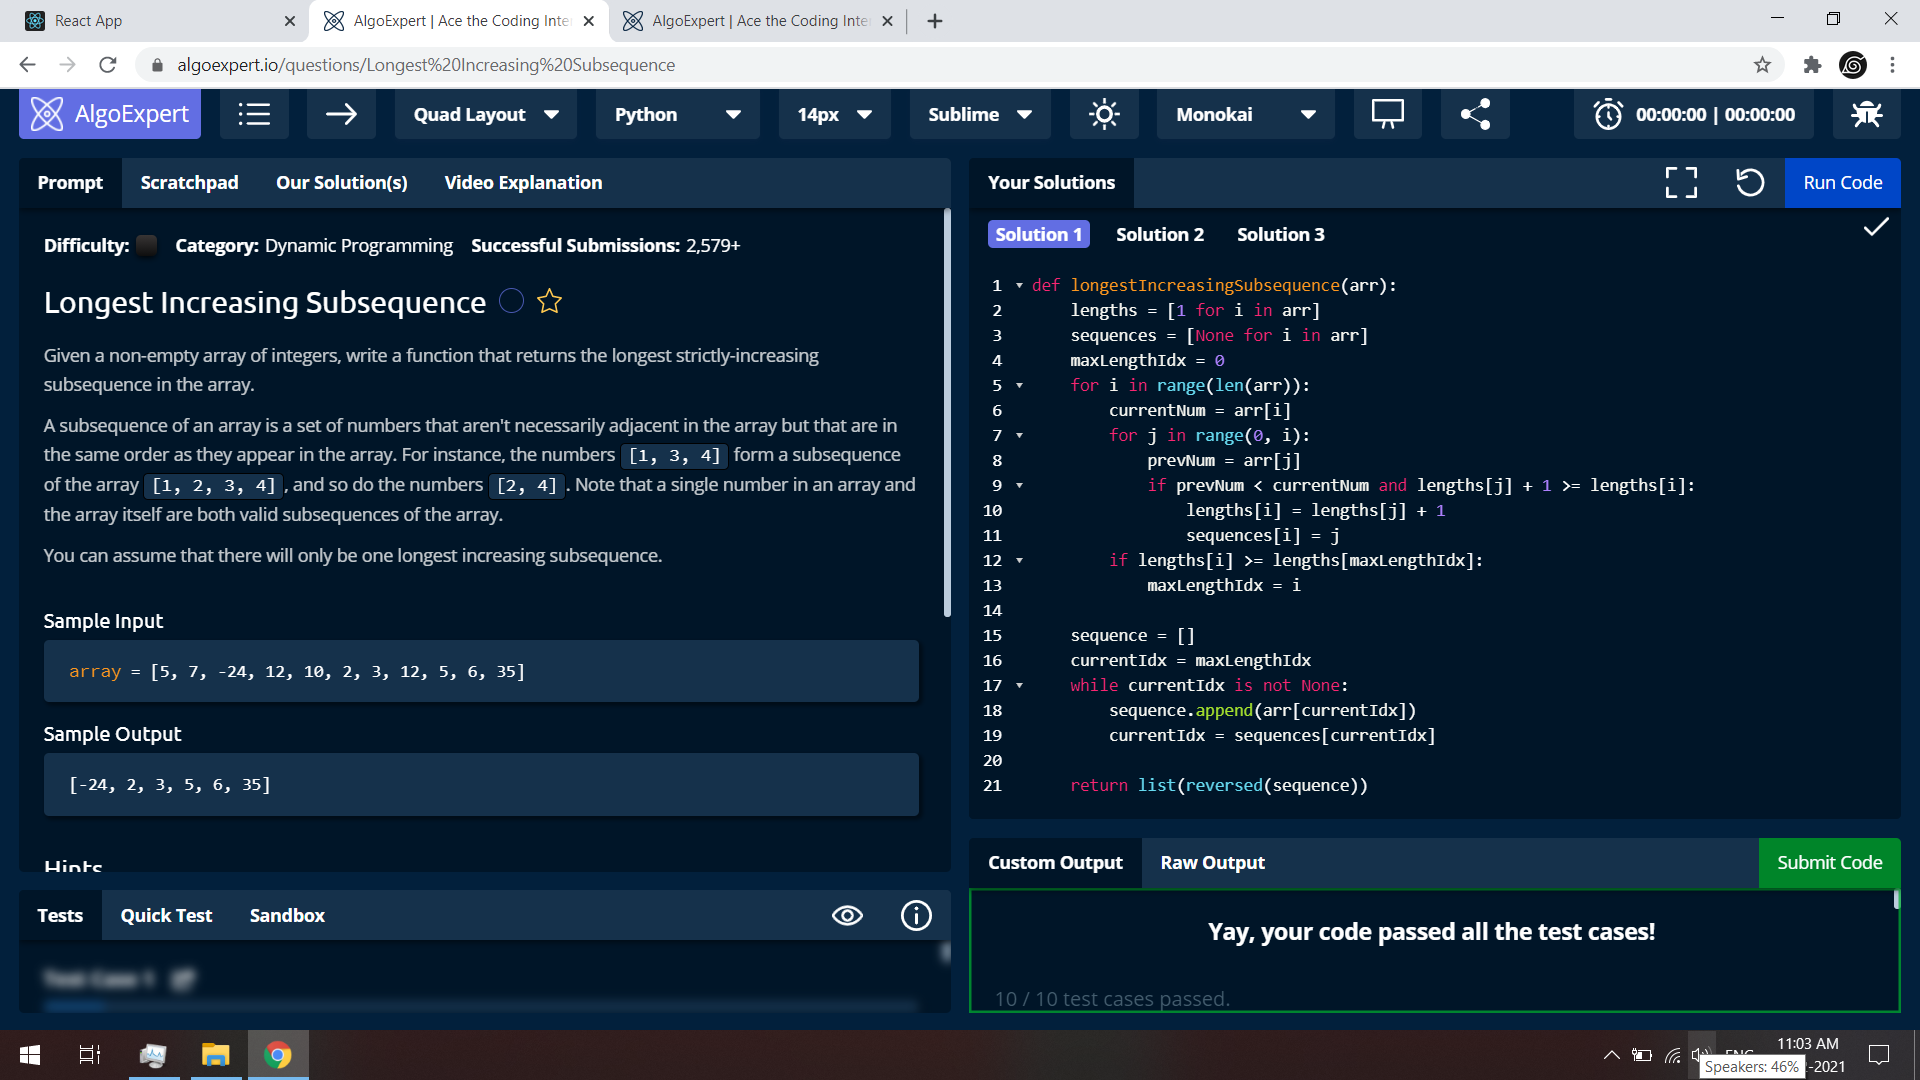 React App
AlgoExpert | Ace the Coding Inte
AlgoExpert | Ace the Coding Inte
algoexpert.io/questions/Longest%20Increasing%20Subsequence
AlgoExpert
Quad Layout
Python
14px
Sublime
Monokai
00:00:00 | 00:00:00
Prompt
Scratchpad
Our Solution(s)
Video Explanation
Difficulty:
Category: Dynamic Programming
Successful Submissions: 2,579+
Longest Increasing Subsequence
Given a non-empty array of integers, write a function that returns the longest strictly-increasing
subsequence in the array.
A subsequence of an array is a set of numbers that aren't necessarily adjacent in the array but that are in
the same order as they appear in the array. For instance, the numbers [1, 3, 4] form a subsequence
of the array [1, 2, 3, 4] , and so do the numbers [2, 4] . Note that a single number in an array and
the array itself are both valid subsequences of the array.
You can assume that there will only be one longest increasing subsequence.
Sample Input
array = [5, 7, -24, 12, 10, 2, 3, 12, 5, 6, 35]
Sample Output
[-24, 2, 3, 5, 6, 35]
Hints
Tests
Quick Test
Sandbox
Test Case 1
Your Solutions
Run Code
Solution 1
Solution 2
Solution 3
1 def longestIncreasingSubsequence(arr):
2 lengths = [1 for i in arr]
3 sequences = [None for i in arr]
4 maxLengthIdx = 0
5 for i in range(len(arr)):
6 currentNum = arr[i]
7 for j in range(0, i):
8 prevNum = arr[j]
9 if prevNum < currentNum and lengths[j] + 1 >= lengths[i]:
10 lengths[i] = lengths[j] + 1
11 sequences[i] = j
12 if lengths[i] >= lengths[maxLengthIdx]:
13 maxLengthIdx = i
14
15 sequence = []
16 currentIdx = maxLengthIdx
17 while currentIdx is not None:
18 sequence.append(arr[currentIdx])
19 currentIdx = sequences[currentIdx]
20
21 return list(reversed(sequence))
Custom Output
Raw Output
Submit Code
Yay, your code passed all the test cases!
10 / 10 test cases passed.
ENG
11:03 AM
-2021
Speakers: 46%